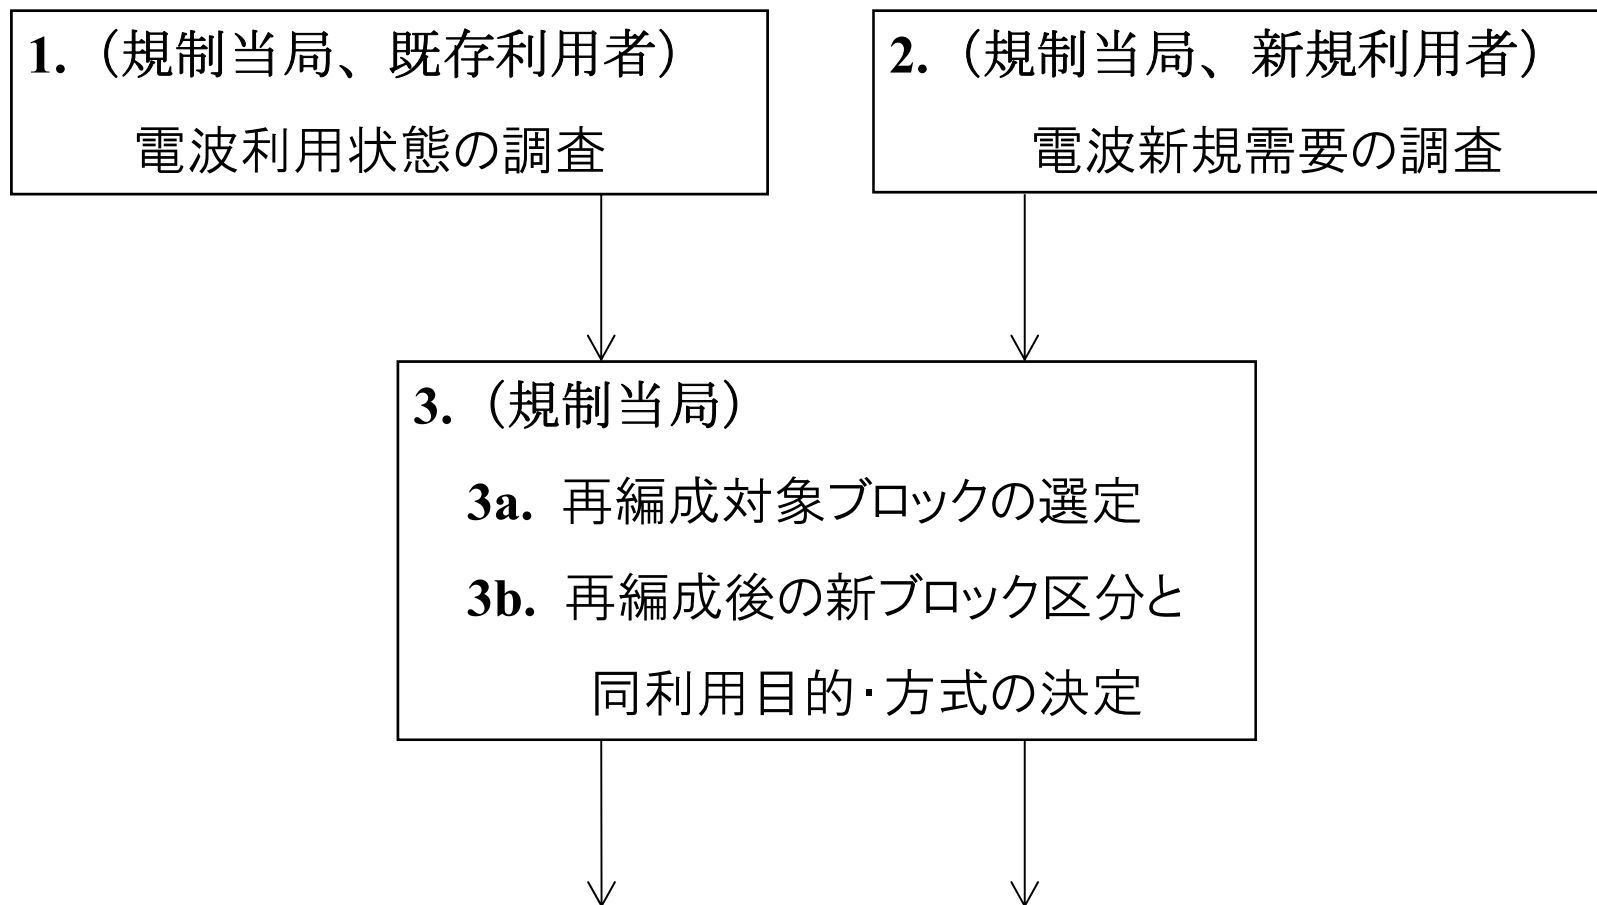 1.（規制当局、既存利用者）
電波利用状態の調査
2.（規制当局、新規利用者）
電波新規需要の調査
3.（規制当局）
3a. 再編成対象ブロックの選定
3b. 再編成後の新ブロック区分と
同利用目的・方式の決定